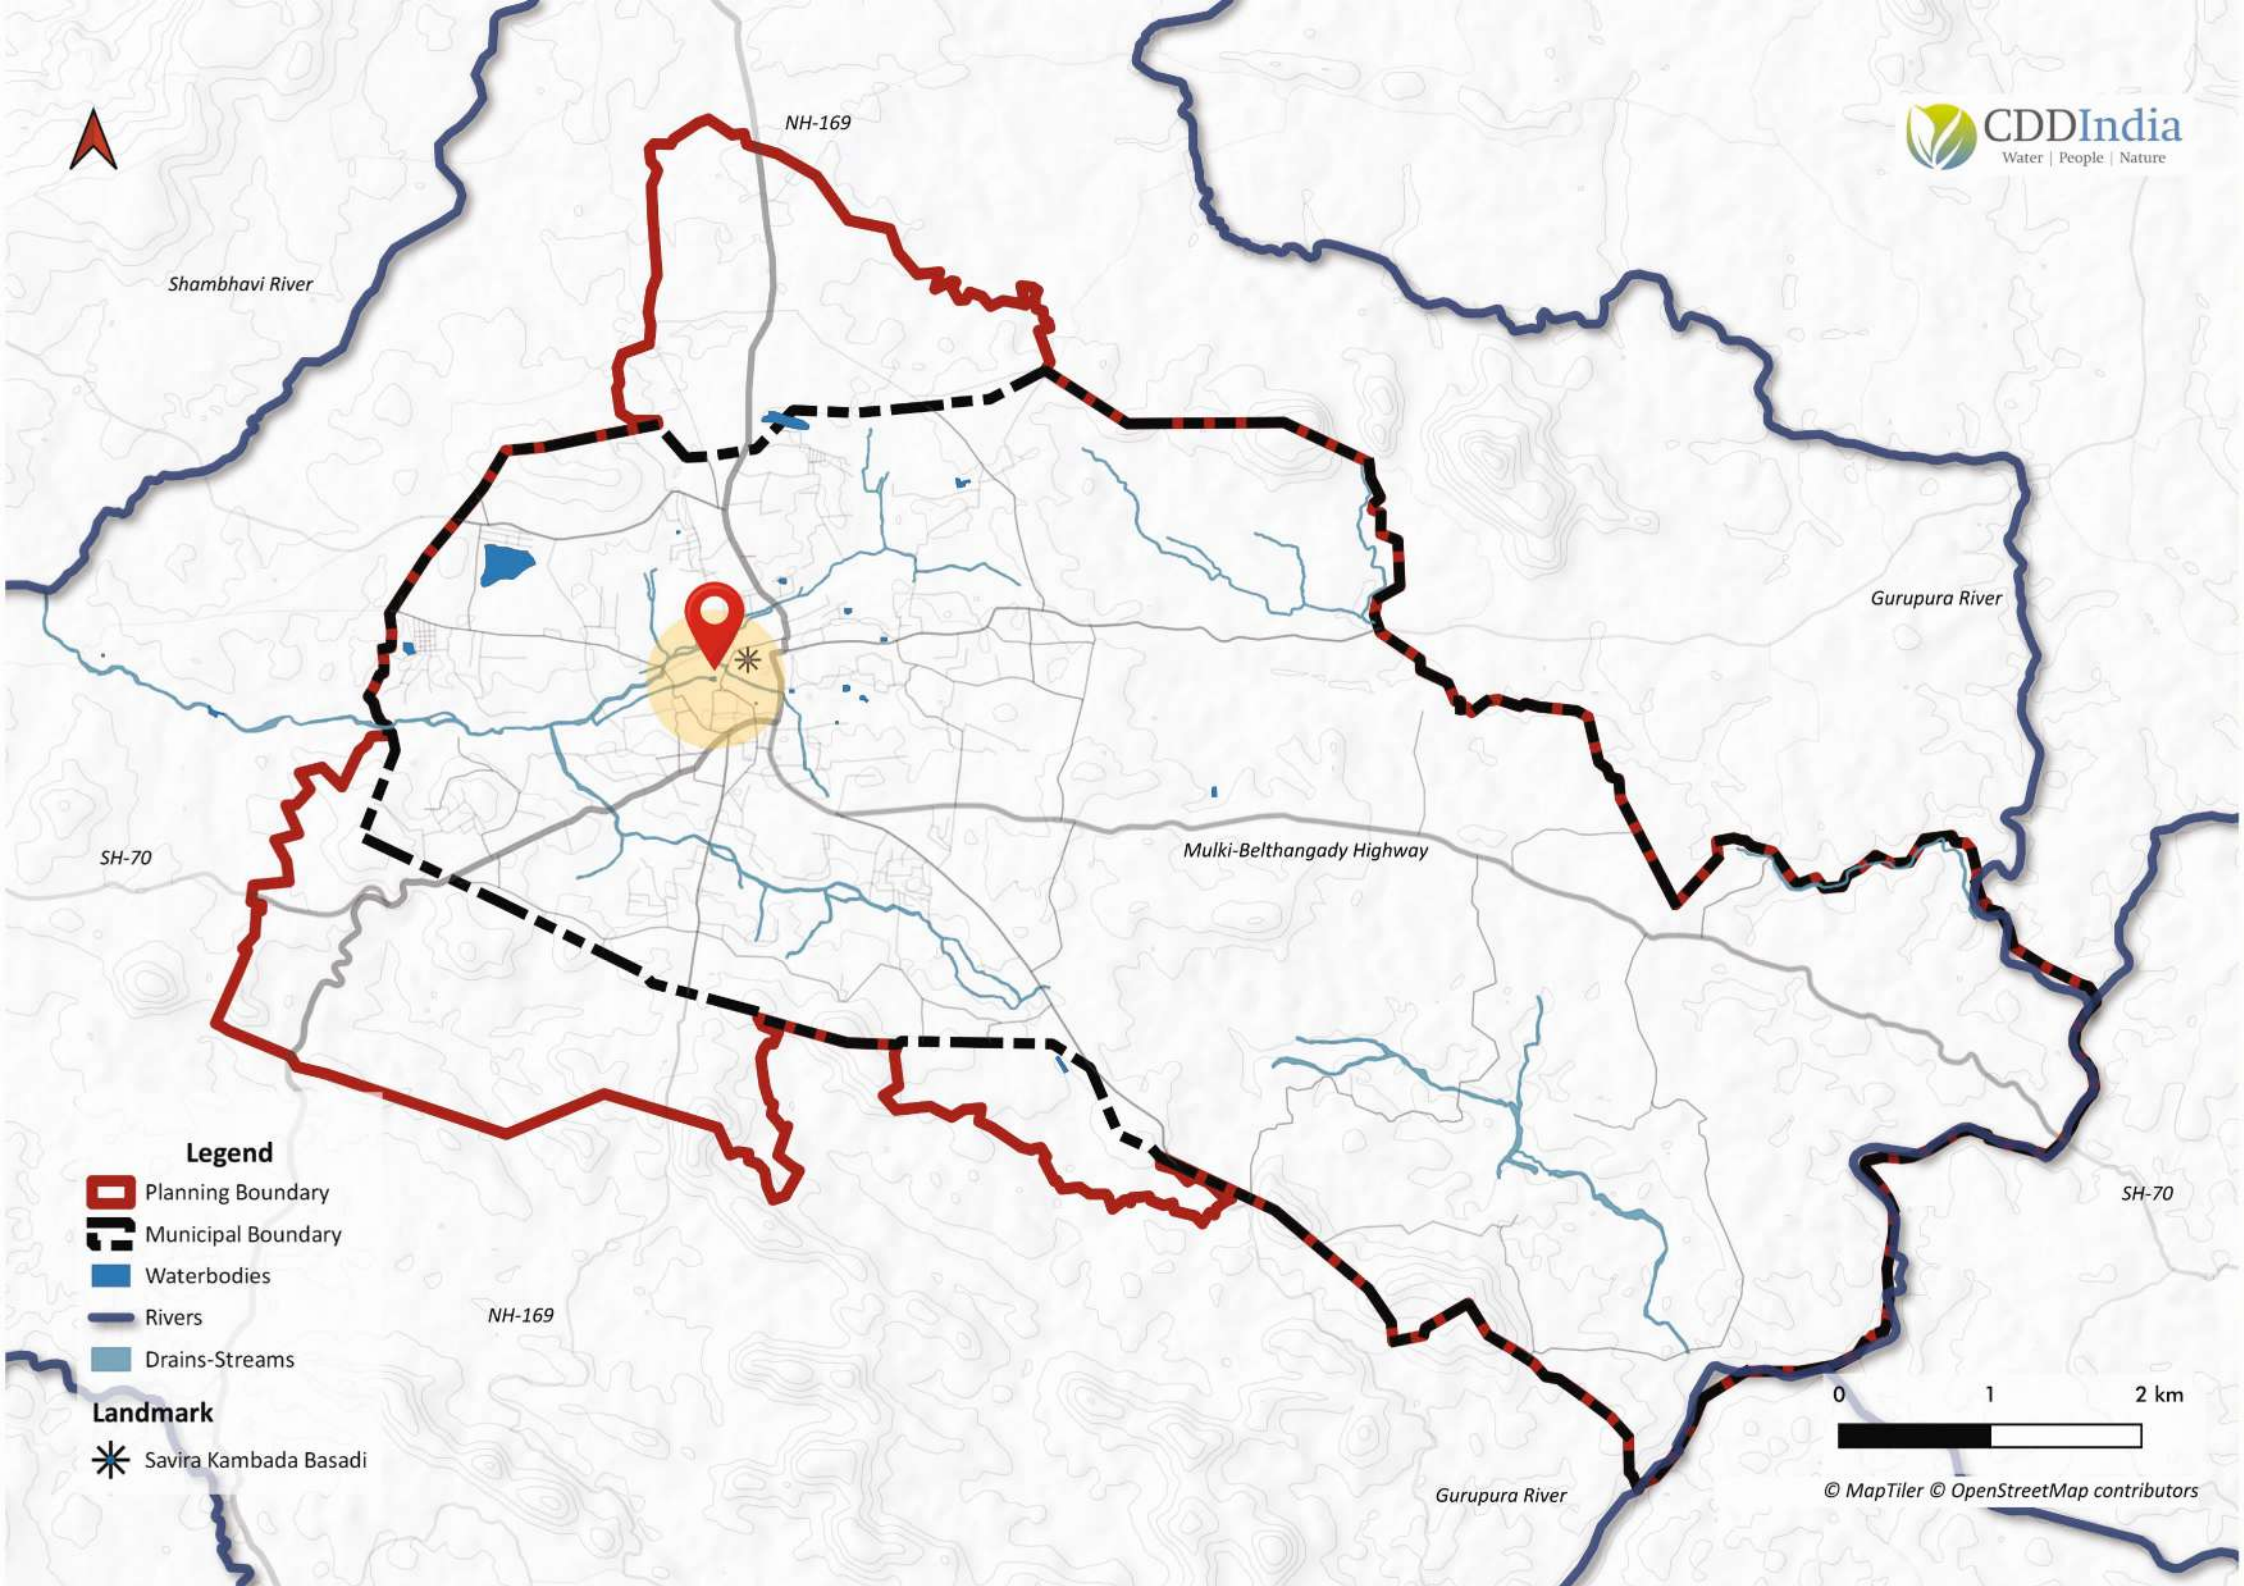 NH-169
CDDIndia
Water | People | Nature
Shambhavi River
Gurupura River
SH-70
Mulki-Belthangady Highway
SH-70
NH-169
Gurupura River
Legend
Planning Boundary
Municipal Boundary
Waterbodies
Rivers
Drains-Streams
Landmark
Savira Kambada Basadi
0 1 2 km
© MapTiler © OpenStreetMap contributors